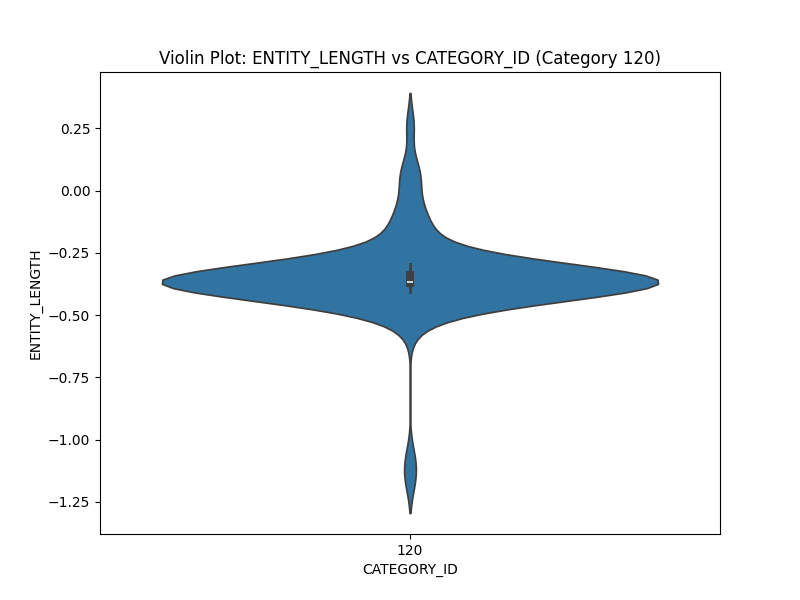 Violin Plot: ENTITY_LENGTH vs CATEGORY_ID (Category 120)
0.25
0.00
−0.25
−0.50
−0.75
−1.00
−1.25
ENTITY_LENGTH
120
CATEGORY_ID